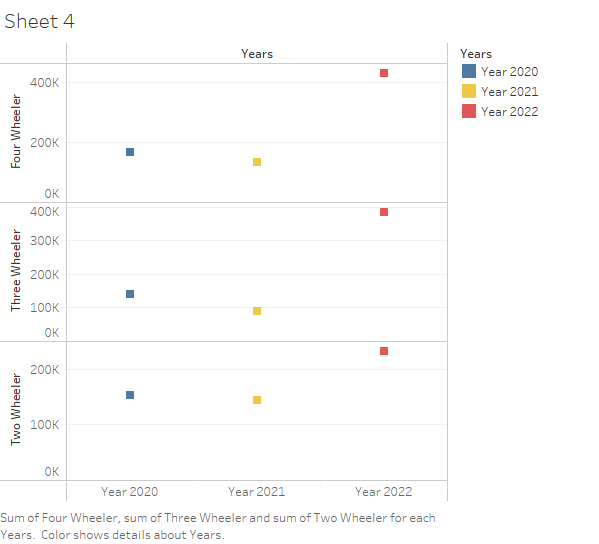 Sheet 4
Years
Years
Year 2020
Year 2021
Year 2022
Four Wheeler
400K
200K
0K
Three Wheeler
400K
300K
200K
100K
0K
Two Wheeler
200K
100K
0K
Year 2020
Year 2021
Year 2022
Sum of Four Wheeler, sum of Three Wheeler and sum of Two Wheeler for each
Years. Color shows details about Years.